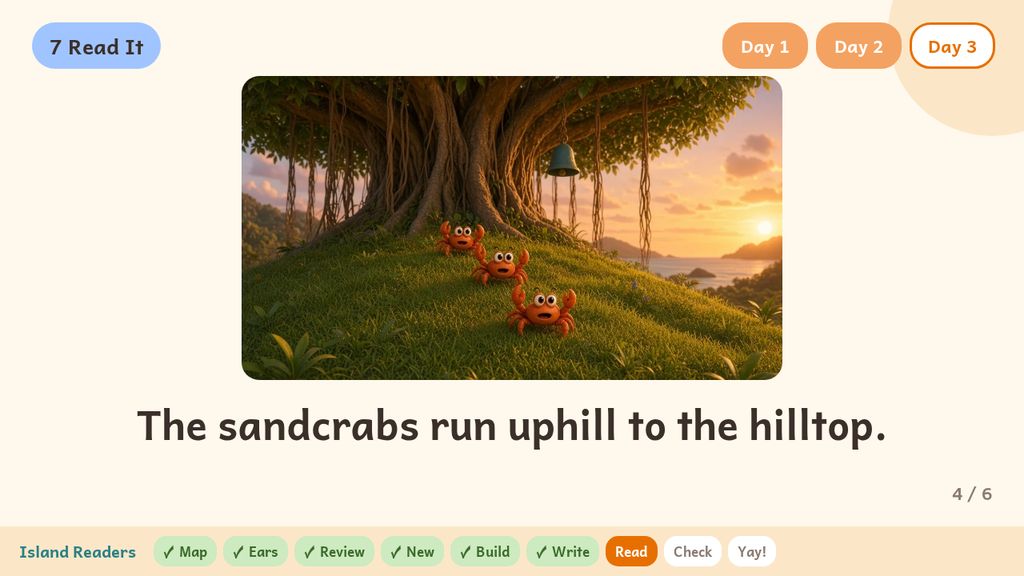 7 Read It
Day 1
Day 2
Day 3
The sandcrabs run uphill to the hilltop.
4 / 6
Island Readers
✓ Map
✓ Ears
✓ Review
✓ New
✓ Build
✓ Write
Read
Check
Yay!